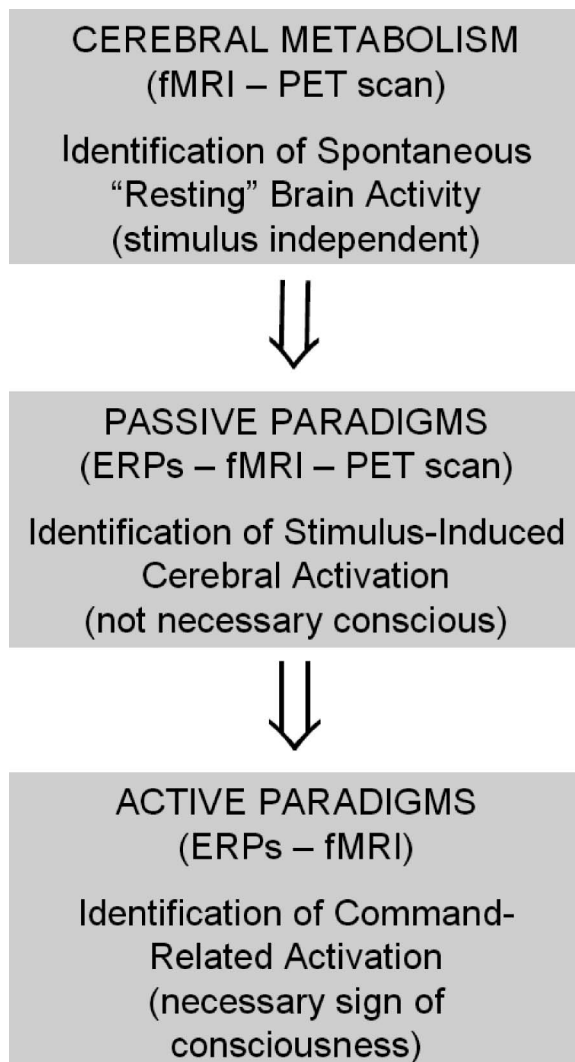 CEREBRAL METABOLISM
(fMRI – PET scan)
Identification of Spontaneous
“Resting” Brain Activity
(stimulus independent)
PASSIVE PARADIGMS
(ERPs – fMRI – PET scan)
Identification of Stimulus-Induced
Cerebral Activation
(not necessary conscious)
ACTIVE PARADIGMS
(ERPs – fMRI)
Identification of Command-
Related Activation
(necessary sign of
consciousness)